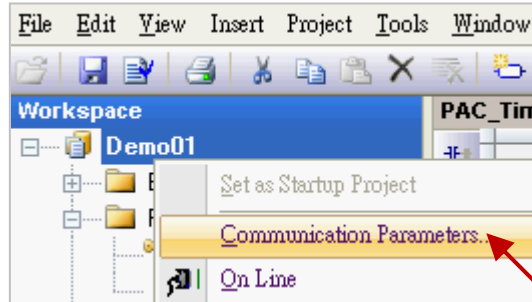 File Edit View Insert Project Tools Window
Workspace
PAC_Tim
Demo01
Set as Startup Project
Communication Parameters..
On Line